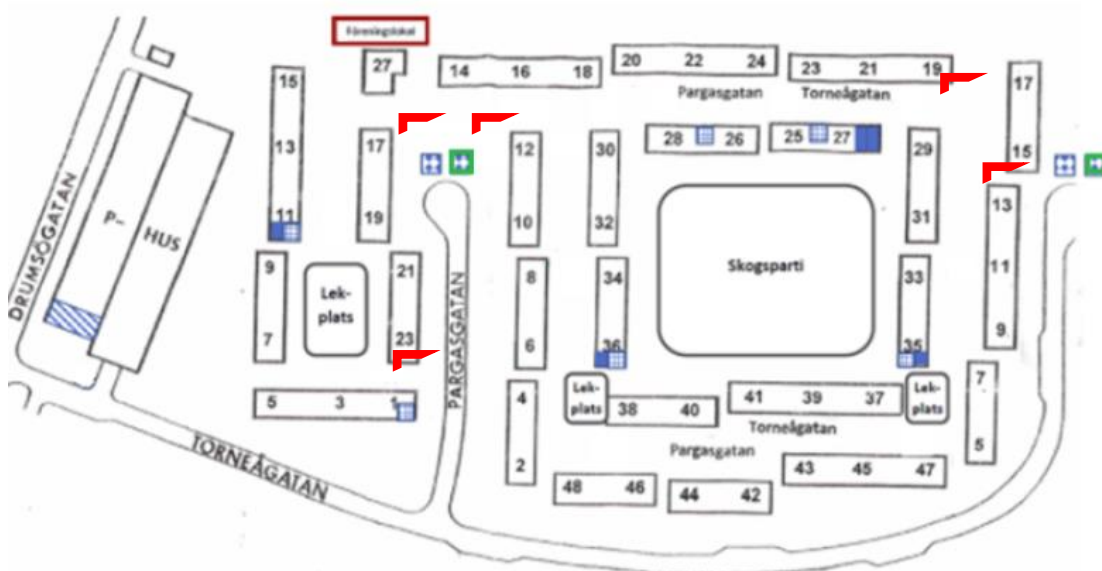 Föreningslokal
27
14 16 18
20 22 24
Pargasgatan
23 21 19
Torneågatan
17
15
15
13
11
17
19
12
10
30
32
28 26
25 27
29
31
13
11
9
DRUMSÖGATAN
P-
HUS
9
7
Lek-
plats
21
23
PARGASGATAN
8
6
34
36
Skogsparti
33
35
5 3 1
4
2
Lek-
plats
38 40
41 39 37
Lek-
plats
7
5
Torneågatan
Pargasgatan
TORNEÅGATAN
48 46
44 42
43 45 47